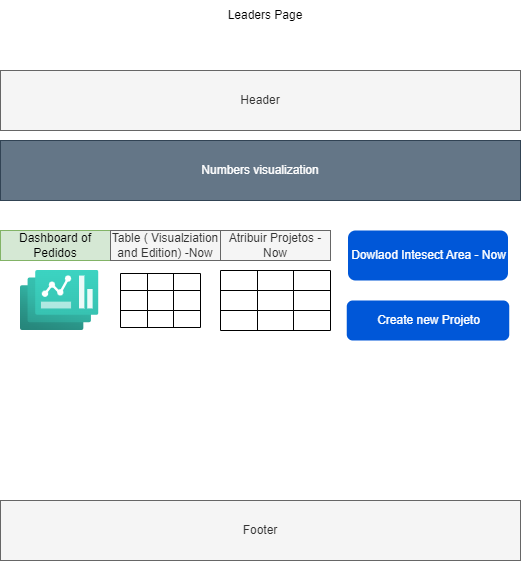 Leaders Page
Header
Numbers visualization
Dashboard of
Pedidos
Table ( Visualziation
and Edition) -Now
Atribuir Projetos -
Now
Dowlaod Intesect Area - Now
Create new Projeto
Footer